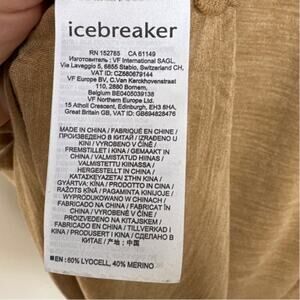 icebreaker
RN 152785 CA 61149
Изготовитель : VF International SAGL,
Via Laveggio 5, 6855 Stabio, Switzerland CH,
VAT ID: CZ680679144
VF Europe BV, C.Van Kerckhovenstraat
110, 2880 Bornem,
Belgium BE0405039138
VF Northern Europe Ltd.
15 Atholl Crescent, Edinburgh, EH3 8HA,
Great Britain GB, VAT ID: GB694828476
MADE IN CHINA / FABRIQUÉ EN CHINE /
ПРОИЗВЕДЕНО В КИТАЙ / IZRAĐENO U
KINI / VYROBENO V ČÍNĚ /
FREMSTILLET I KINA / GEMAAKT IN
CHINA / VALMISTATUD HIINAS /
VALMISTETTU KIINASSA /
HERGESTELLT IN CHINA /
ΚΑΤΑΣΚΕΥΑΖΕΤΑΙ ΣΤΗΝ ΚΙΝΑ /
GYÁRTVA: KÍNA / PRODOTTO IN CINA /
RAŽOTS ĶĪNĀ / PAGAMINTA KINIJOJE /
WYPRODUKOWANO W CHINACH /
FABRICADO NA CHINA / FABRICAT ÎN
CHINA / VYROBENÉ V ČÍNE /
PROIZVEDENO NA KITAJSKEM /
FABRICADO EN CHINA / TILLVERKAD I
KINA / PRODUSERT I KINA / СДЕЛАНО В
КИТАЕ / 产地：中国
EN : 60% LYOCELL, 40% MERINO